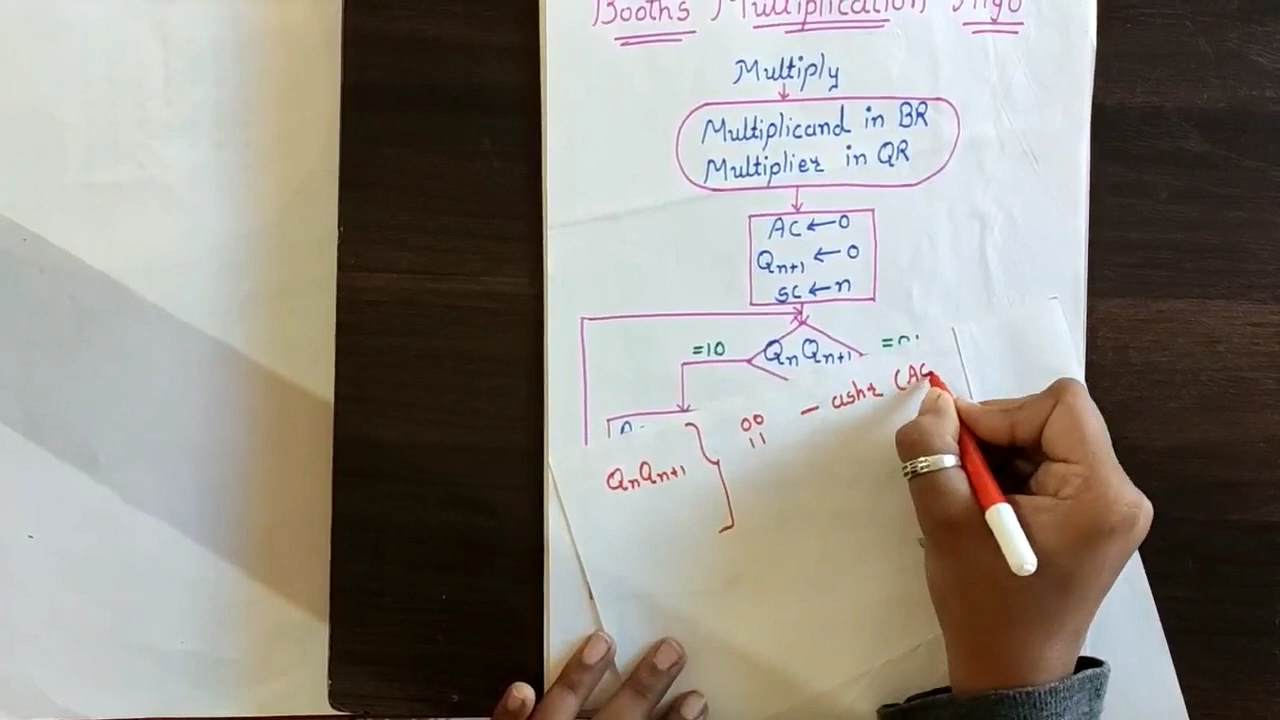 Booths Multiplication Algo
Multiply
Multiplicand in BR
Multiplier in QR
AC ← 0
Qn+1 ← 0
SC ← n
=10
QnQn+1
00 — ashr (AC
11
QnQn+1